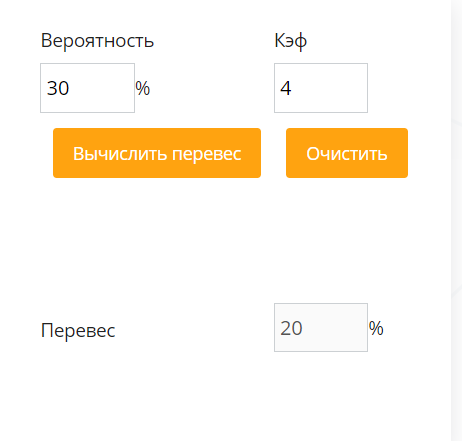 Вероятность Кэф
30 % 4
Вычислить перевес Очистить
Перевес 20 %